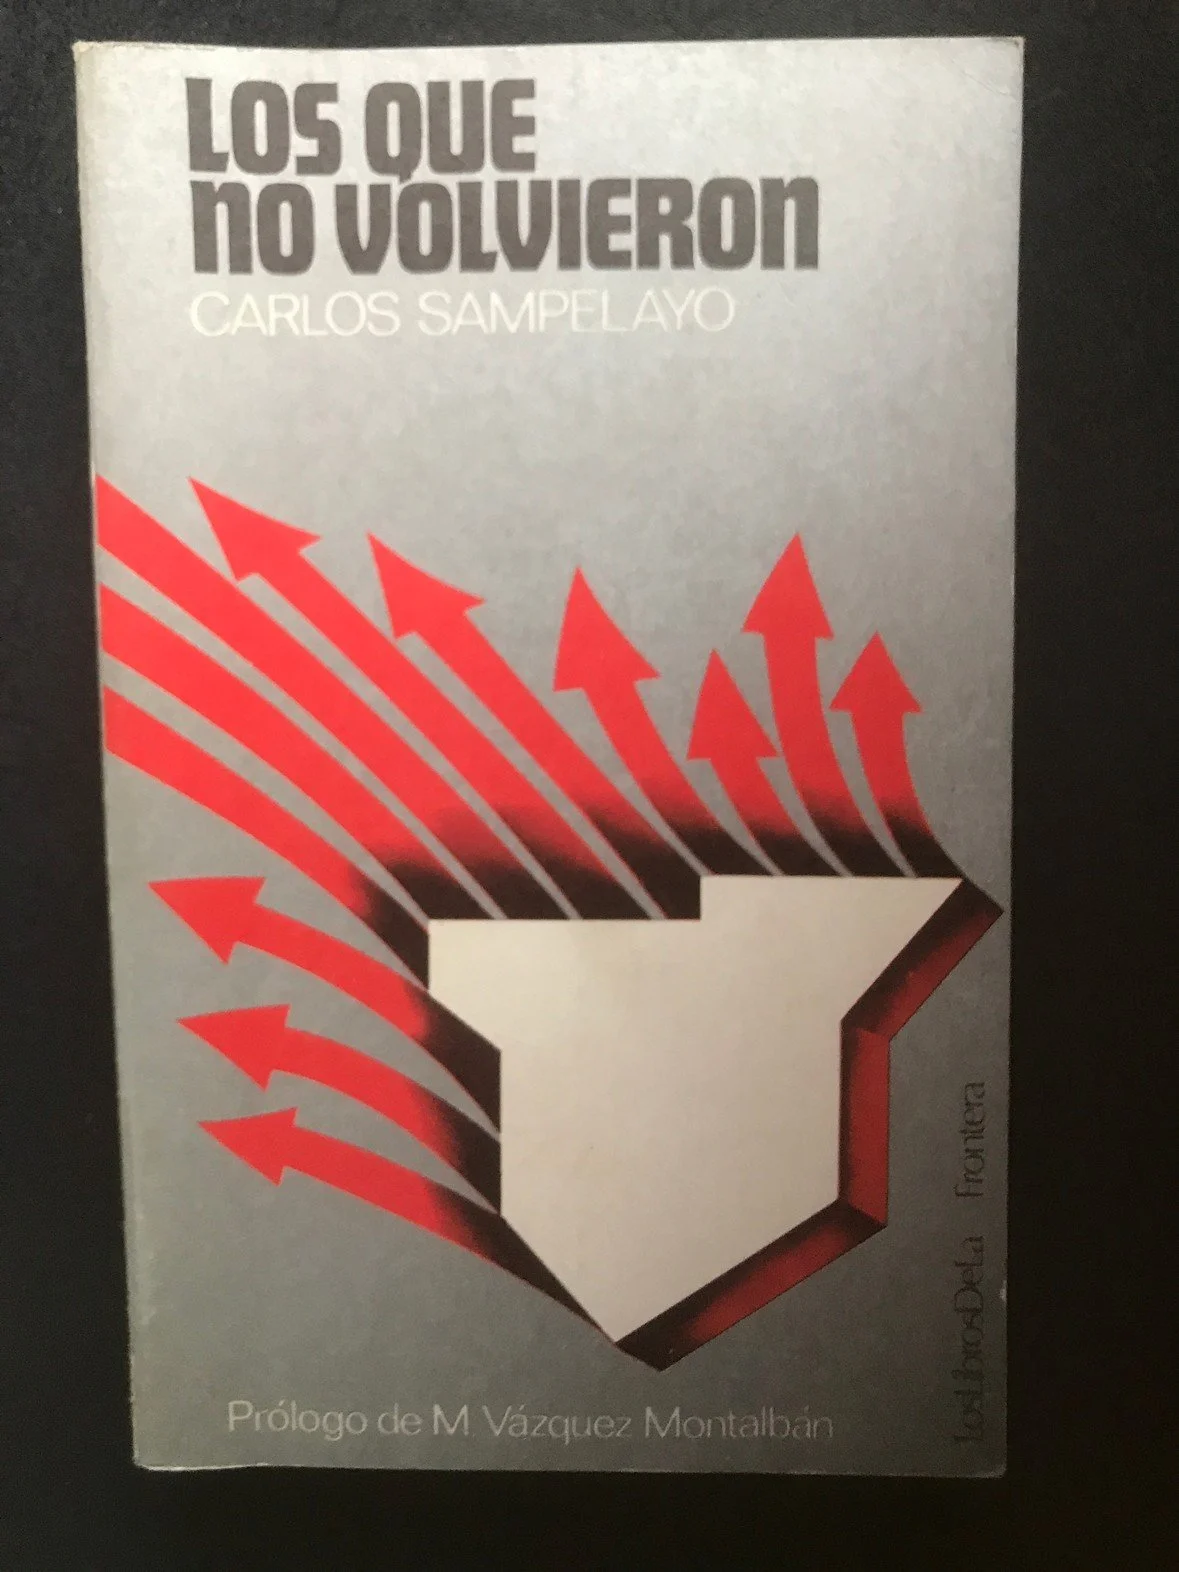 LOS QUE
NO VOLVIERON
CARLOS SAMPELAYO
LosLibrosDeLa Frontera
Prólogo de M. Vázquez Montalbán